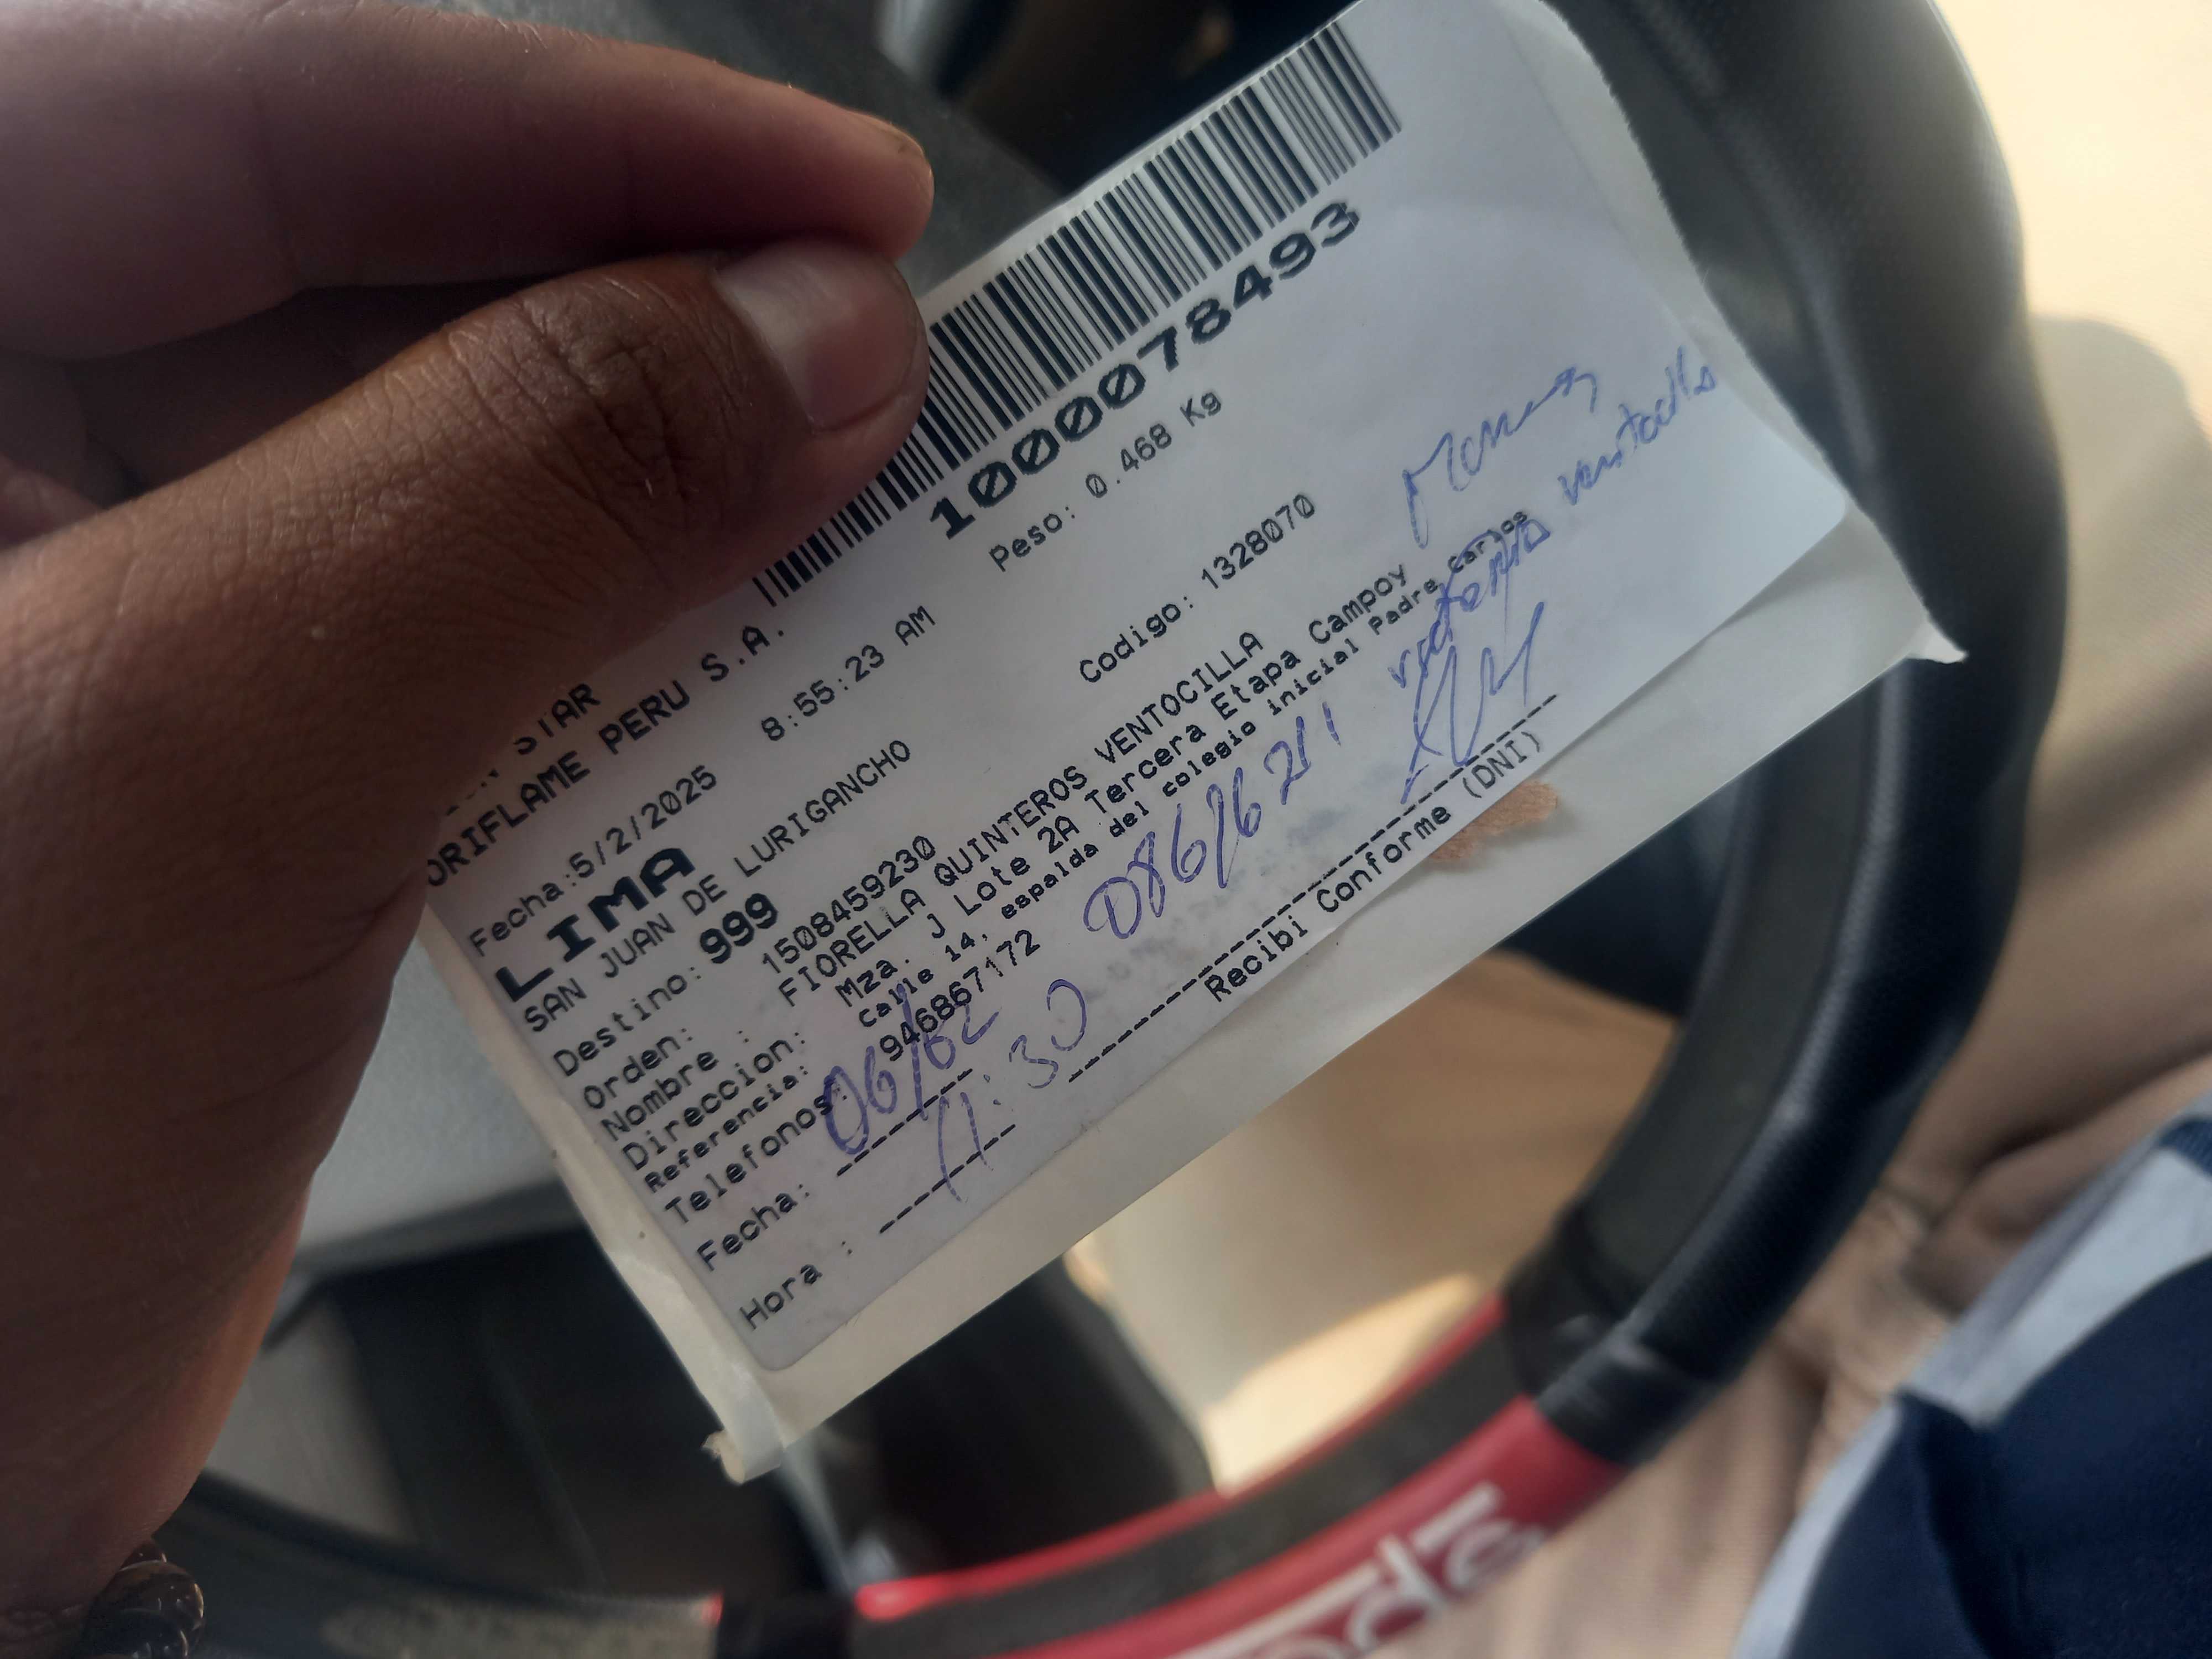 STAR
ORIFLAME PERU S.A.
1000078493
Peso: 0.468 Kg
Fecha:5/2/2025 8:55:23 AM
LIMA
SAN JUAN DE LURIGANCHO
Destino: 999
Codigo: 1328070
Orden: 1508459230
Nombre : FIORELLA QUINTEROS VENTOCILLA
Direccion: Mza. J Lote 2A Tercera Etapa Campoy
Referencia: Calle 14, espalda del colegio inicial Padre Carlos
Telefonos: 946867172
ventocilla
08616211
Fecha: 06/02
Hora : 11:30
Recibi Conforme (DNI)